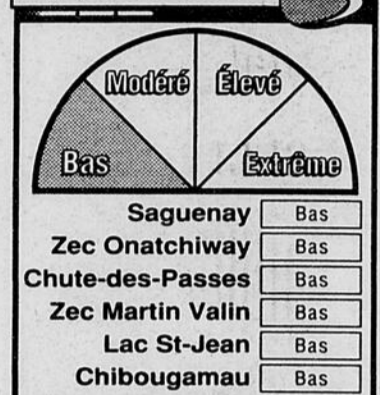 Modéré Élevé
Bas Extrême
Saguenay Bas
Zec Onatchiway Bas
Chute-des-Passes Bas
Zec Martin Valin Bas
Lac St-Jean Bas
Chibougamau Bas